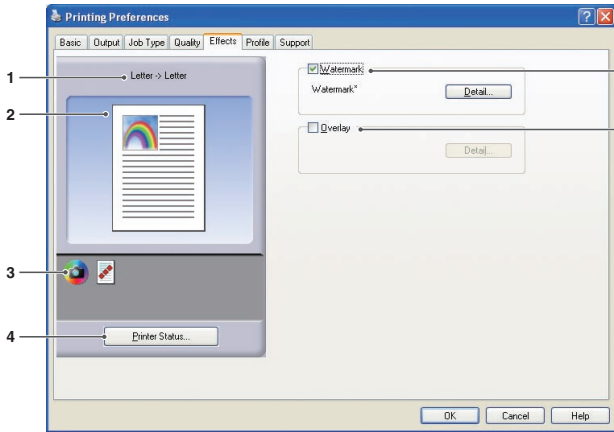 Printing Preferences
Basic Output Job Type Quality Effects Profile Support
1
Letter -> Letter
2
3
4
Printer Status...
Watermark
Watermark*
Detail...
Overlay
Detail...
OK Cancel Help